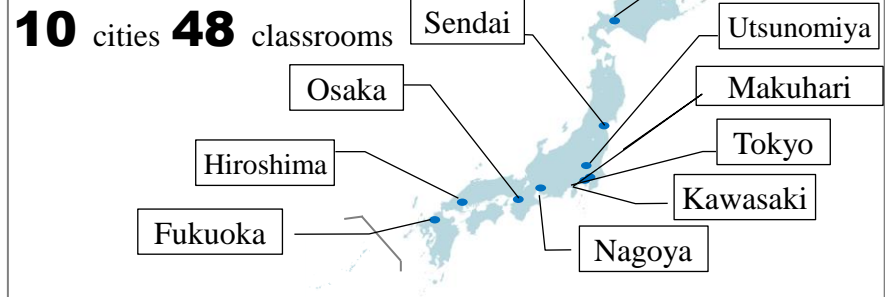 10 cities 48 classrooms
Sendai
Utsunomiya
Osaka
Makuhari
Tokyo
Hiroshima
Kawasaki
Fukuoka
Nagoya